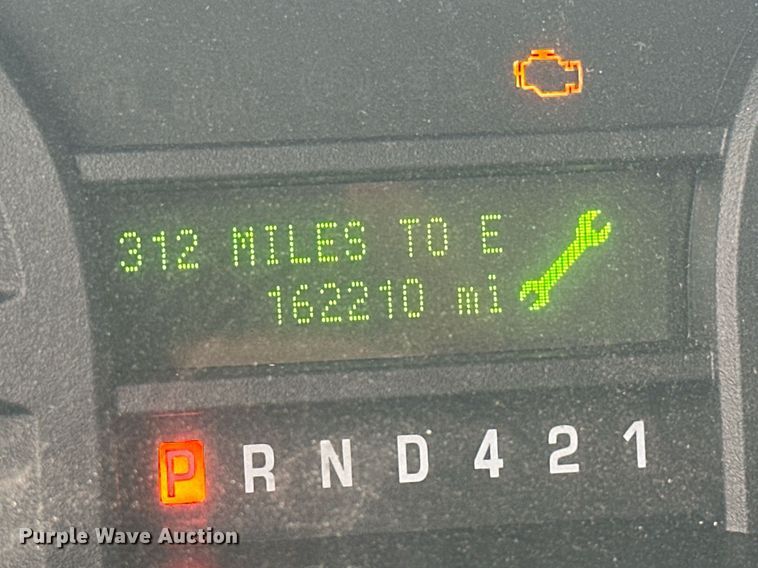 312 MILES TO E
162210 mi
P R N D 4 2 1
Purple Wave Auction